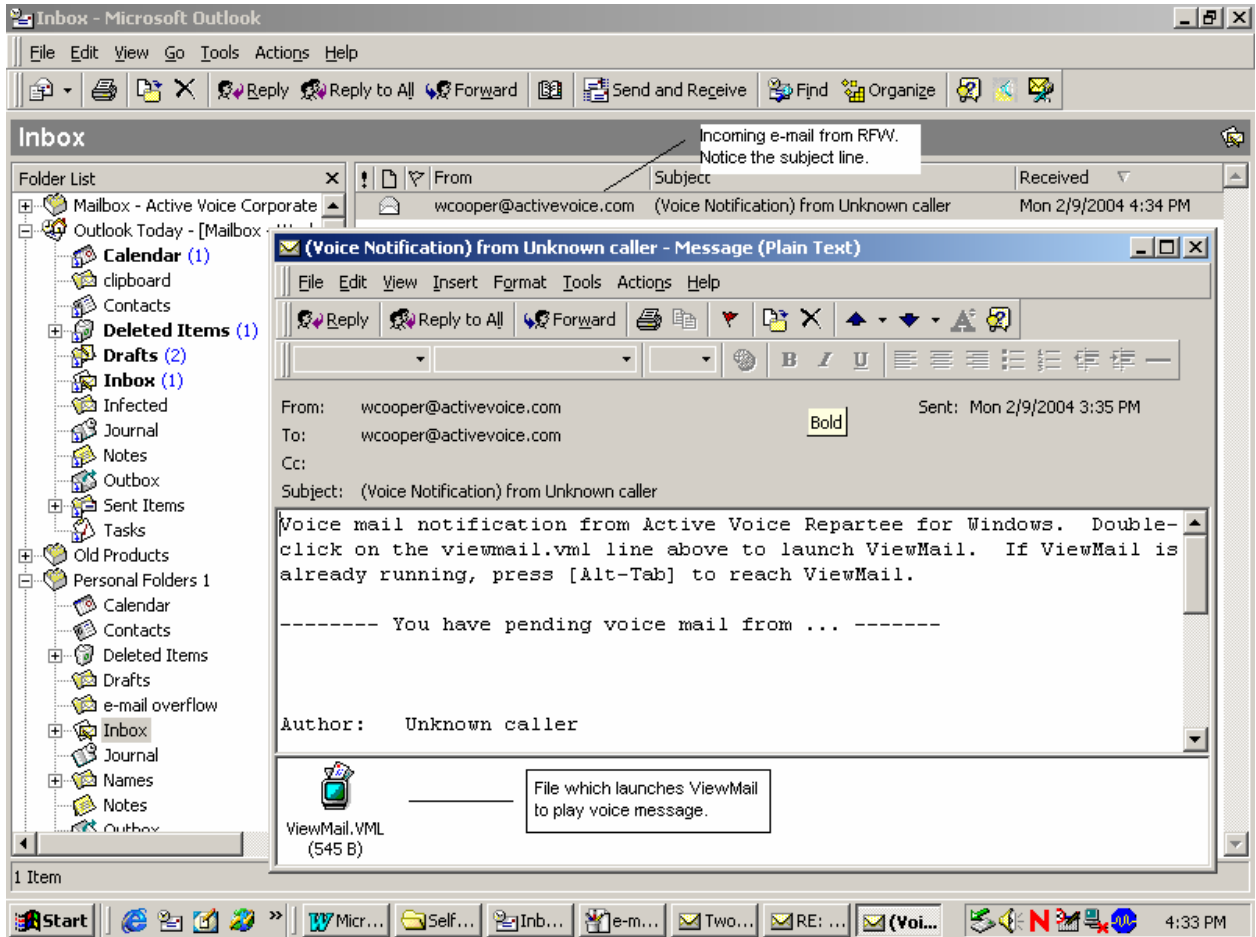 Inbox - Microsoft Outlook
File Edit View Go Tools Actions Help
Reply Reply to All Forward Send and Receive Find Organize
Inbox
Incoming e-mail from RFW.
Notice the subject line.
Folder List
! From Subject Received
wcooper@activevoice.com (Voice Notification) from Unknown caller Mon 2/9/2004 4:34 PM
Mailbox - Active Voice Corporate
Outlook Today - [Mailbox -
Calendar (1)
clipboard
Contacts
Deleted Items (1)
Drafts (2)
Inbox (1)
Infected
Journal
Notes
Outbox
Sent Items
Tasks
Old Products
Personal Folders 1
Calendar
Contacts
Deleted Items
Drafts
e-mail overflow
Inbox
Journal
Names
Notes
Outbox
(Voice Notification) from Unknown caller - Message (Plain Text)
File Edit View Insert Format Tools Actions Help
Reply Reply to All Forward
B I U
From: wcooper@activevoice.com Sent: Mon 2/9/2004 3:35 PM
Bold
To: wcooper@activevoice.com
Cc:
Subject: (Voice Notification) from Unknown caller
Voice mail notification from Active Voice Repartee for Windows. Double-
click on the viewmail.vml line above to launch ViewMail. If ViewMail is
already running, press [Alt-Tab] to reach ViewMail.
-------- You have pending voice mail from ... -------
Author: Unknown caller
ViewMail.VML
(545 B)
File which launches ViewMail
to play voice message.
1 Item
Start » Micr... Self... Inb... e-m... Two... RE: ... (Voi... N 4:33 PM